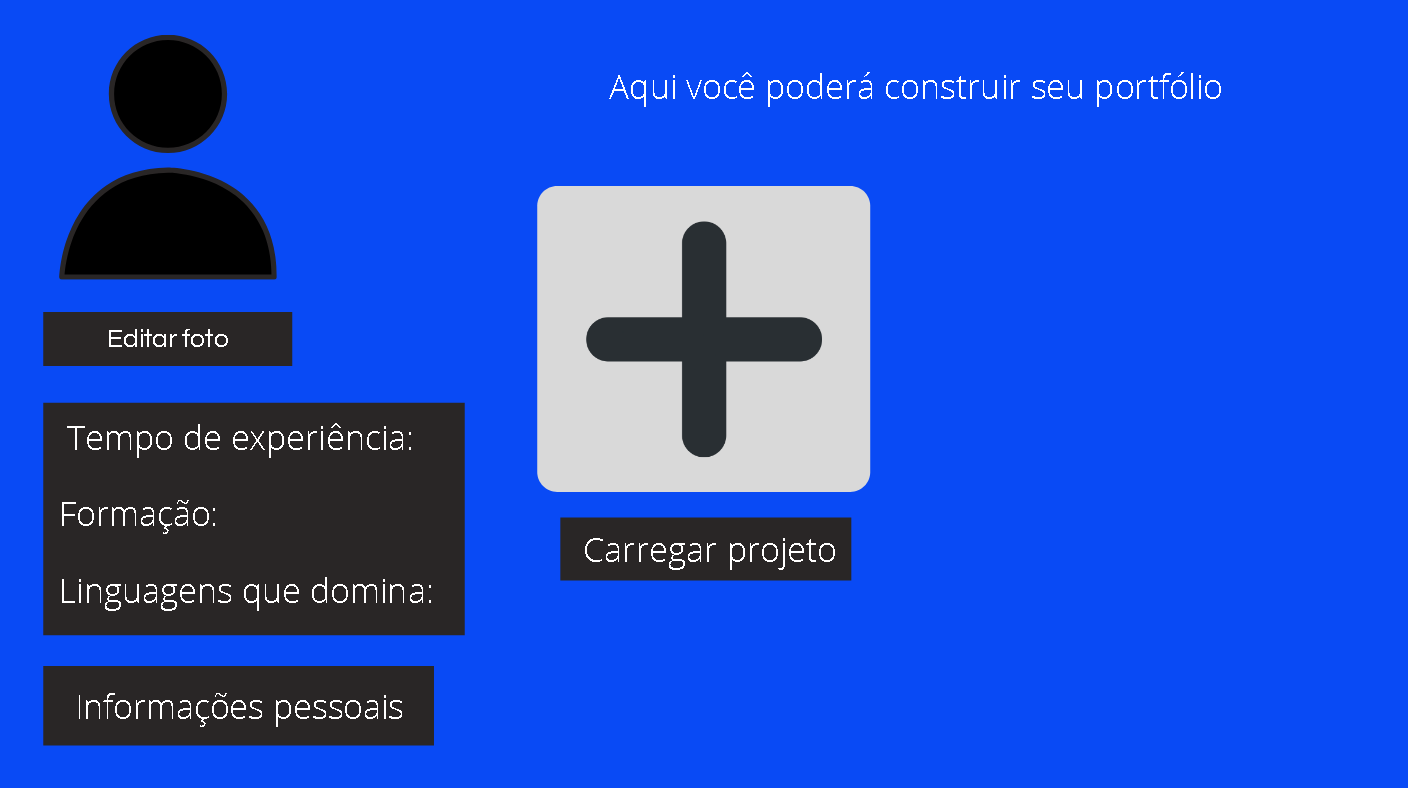 Aqui você poderá construir seu portfólio
Editar foto
Tempo de experiência:
Formação:
Linguagens que domina:
Carregar projeto
Informações pessoais